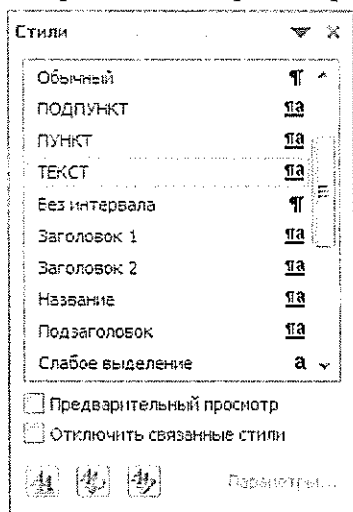 Стили
Обычный ¶
ПОДПУНКТ ¶a
ПУНКТ ¶a
ТЕКСТ ¶a
Без интервала ¶
Заголовок 1 ¶a
Заголовок 2 ¶a
Название ¶a
Подзаголовок ¶a
Слабое выделение a
Предварительный просмотр
Отключить связанные стили
Параметры...